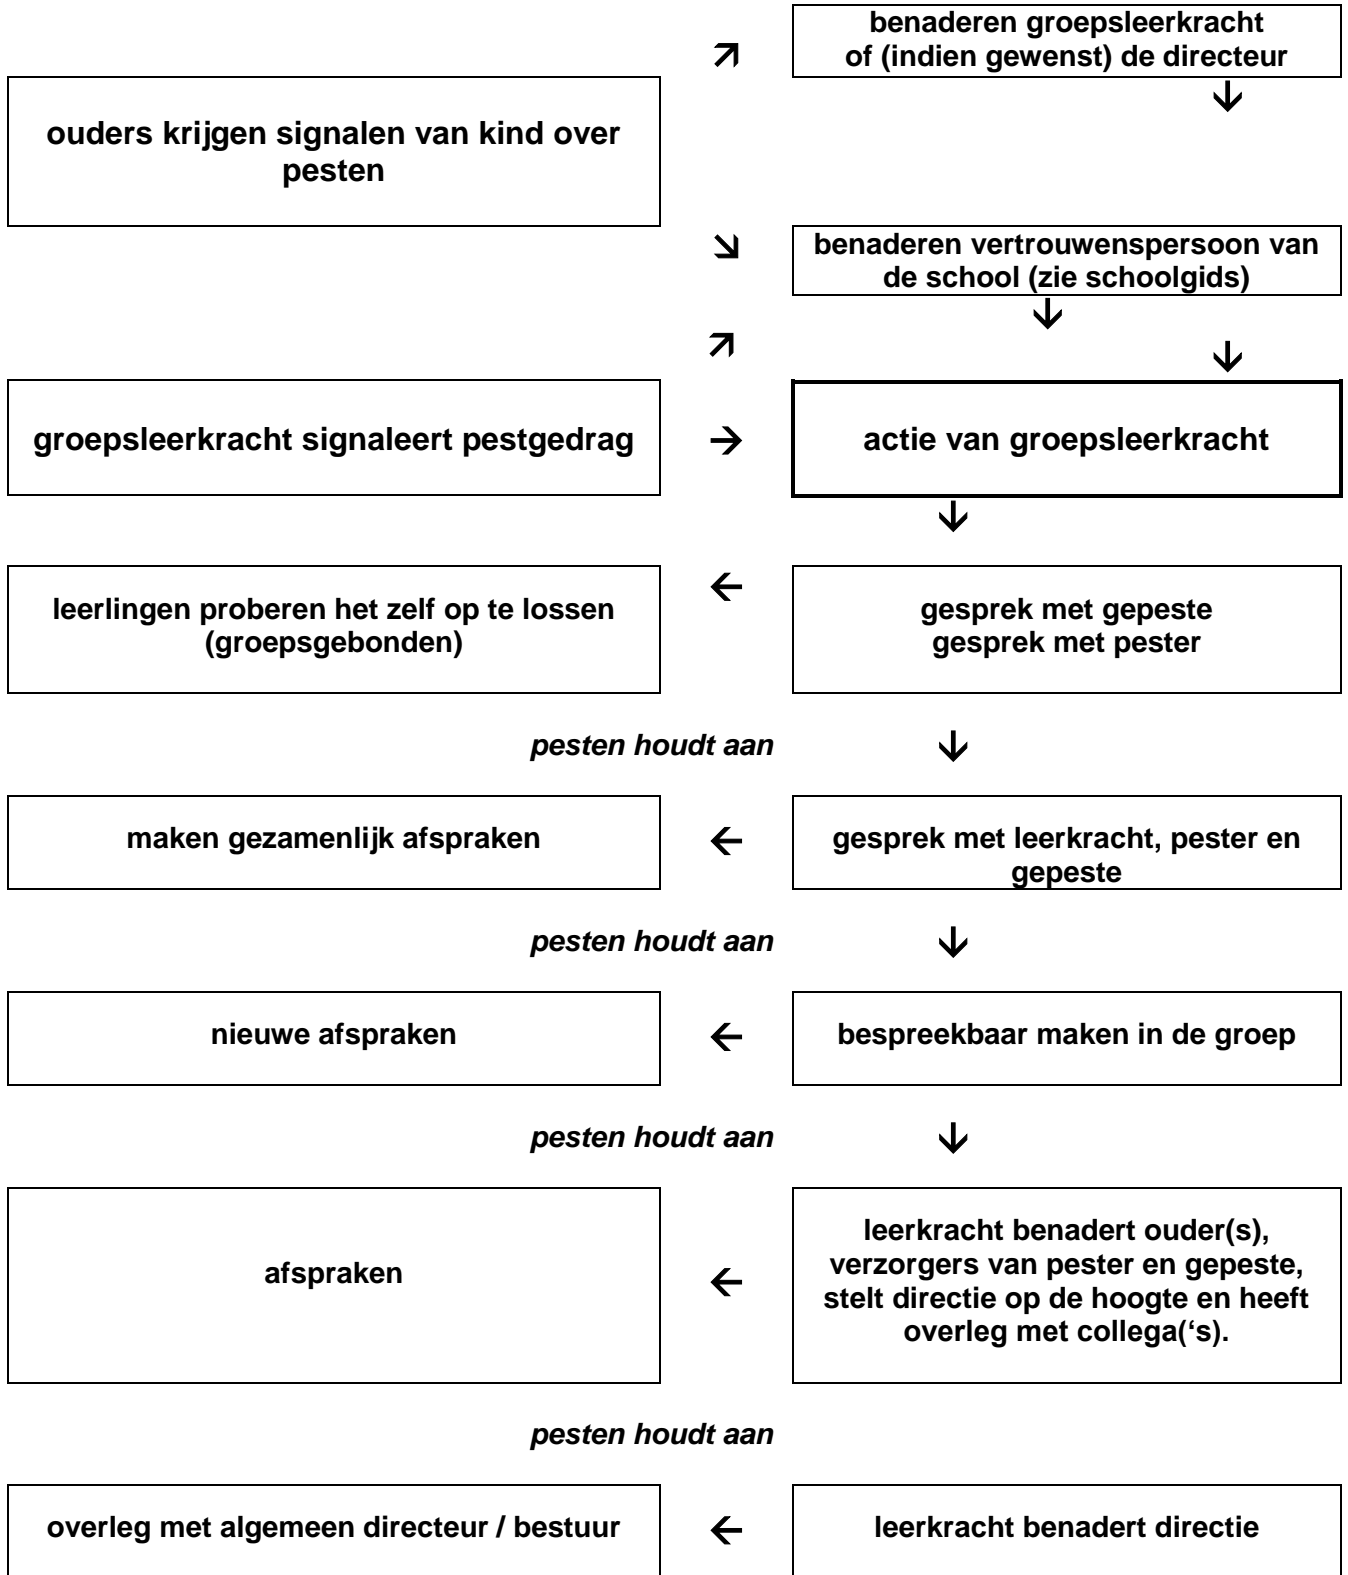 benaderen groepsleerkracht
of (indien gewenst) de directeur
ouders krijgen signalen van kind over
pesten
benaderen vertrouwenspersoon van
de school (zie schoolgids)
groepsleerkracht signaleert pestgedrag
actie van groepsleerkracht
leerlingen proberen het zelf op te lossen
(groepsgebonden)
gesprek met gepeste
gesprek met pester
pesten houdt aan
maken gezamenlijk afspraken
gesprek met leerkracht, pester en
gepeste
pesten houdt aan
nieuwe afspraken
bespreekbaar maken in de groep
pesten houdt aan
afspraken
leerkracht benadert ouder(s),
verzorgers van pester en gepeste,
stelt directie op de hoogte en heeft
overleg met collega(‘s).
pesten houdt aan
overleg met algemeen directeur / bestuur
leerkracht benadert directie